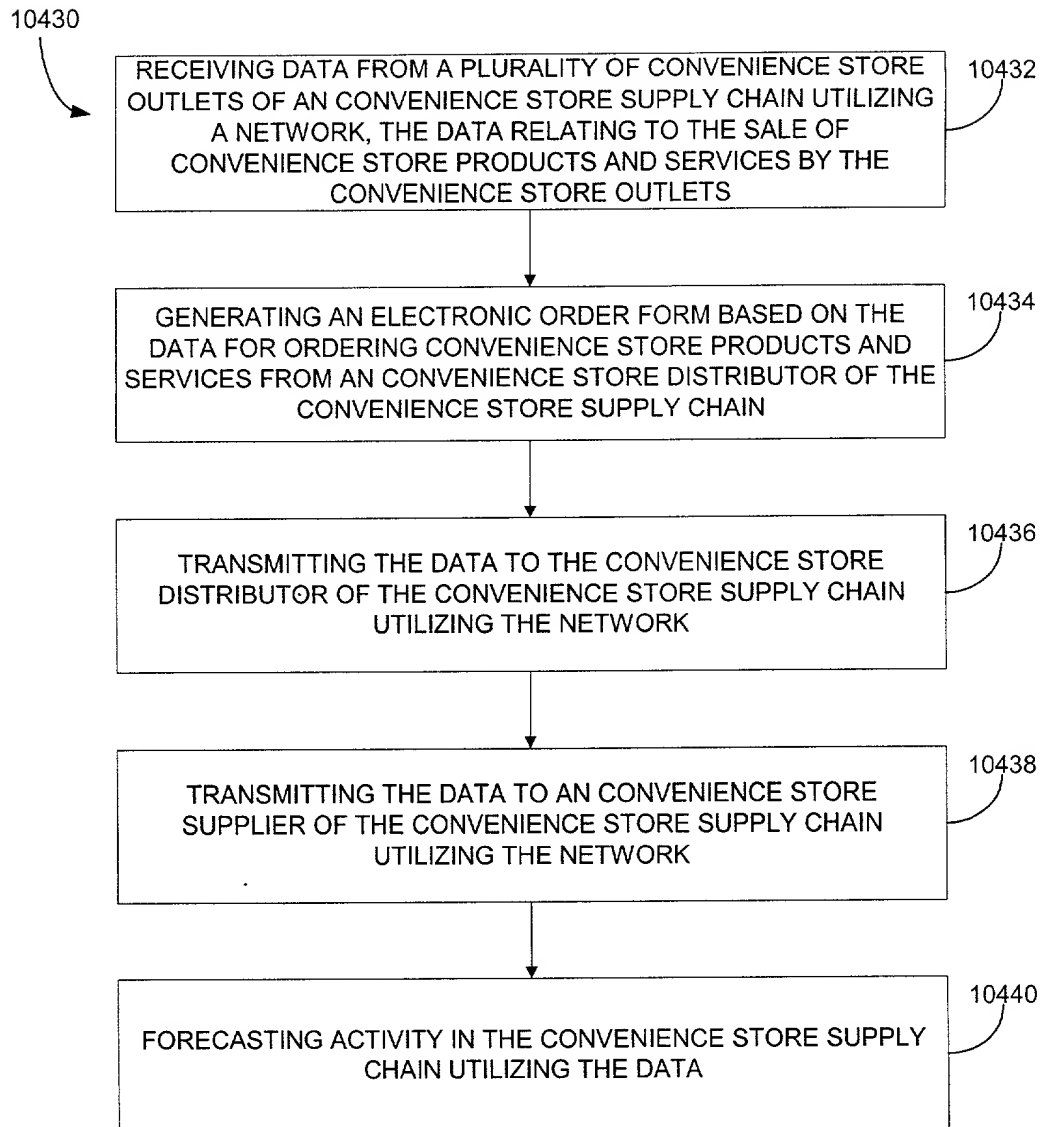 10430
RECEIVING DATA FROM A PLURALITY OF CONVENIENCE STORE
OUTLETS OF AN CONVENIENCE STORE SUPPLY CHAIN UTILIZING
A NETWORK, THE DATA RELATING TO THE SALE OF
CONVENIENCE STORE PRODUCTS AND SERVICES BY THE
CONVENIENCE STORE OUTLETS
10432
GENERATING AN ELECTRONIC ORDER FORM BASED ON THE
DATA FOR ORDERING CONVENIENCE STORE PRODUCTS AND
SERVICES FROM AN CONVENIENCE STORE DISTRIBUTOR OF THE
CONVENIENCE STORE SUPPLY CHAIN
10434
TRANSMITTING THE DATA TO THE CONVENIENCE STORE
DISTRIBUTOR OF THE CONVENIENCE STORE SUPPLY CHAIN
UTILIZING THE NETWORK
10436
TRANSMITTING THE DATA TO AN CONVENIENCE STORE
SUPPLIER OF THE CONVENIENCE STORE SUPPLY CHAIN
UTILIZING THE NETWORK
10438
FORECASTING ACTIVITY IN THE CONVENIENCE STORE SUPPLY
CHAIN UTILIZING THE DATA
10440